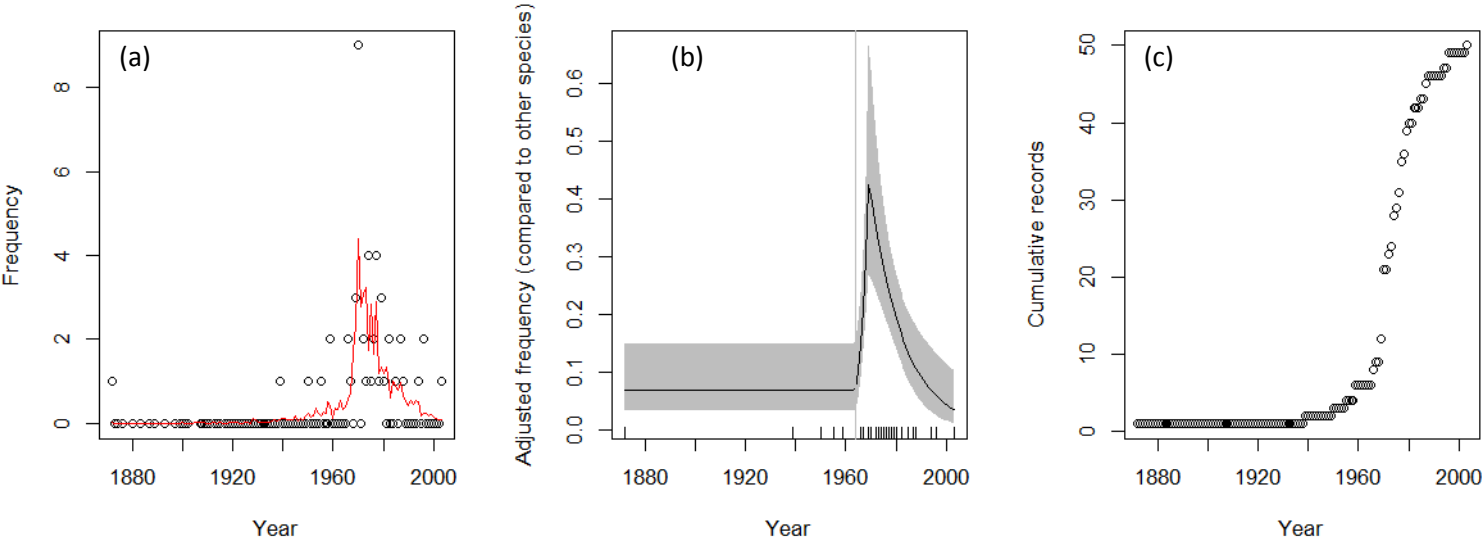 (a)
Frequency
8
6
4
2
0
1880 1920 1960 2000
Year
(b)
Adjusted frequency (compared to other species)
0.6
0.5
0.4
0.3
0.2
0.1
0.0
1880 1920 1960 2000
Year
(c)
Cumulative records
50
40
30
20
10
0
1880 1920 1960 2000
Year